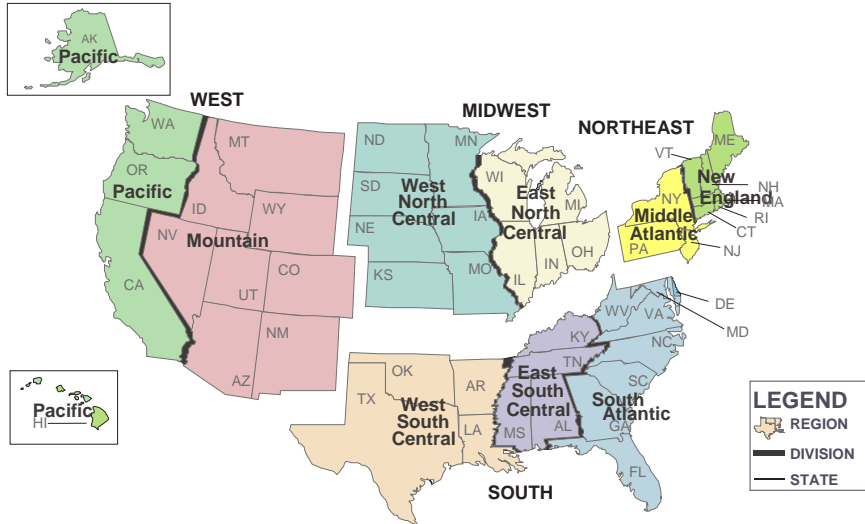 AK
Pacific
WEST
MIDWEST
NORTHEAST
WA
OR
Pacific
CA
MT
ID
WY
NV
Mountain
UT
CO
AZ
NM
ND
MN
SD
West
North
Central
NE
IA
KS
MO
WI
MI
East
North
Central
IL
IN
OH
ME
VT
New
England
NH
MA
RI
CT
NY
Middle
Atlantic
PA
NJ
Pacific
HI
OK
TX
AR
West
South
Central
LA
KY
TN
East
South
Central
MS
AL
DE
MD
WV
VA
NC
SC
South
Atlantic
GA
FL
SOUTH
LEGEND
REGION
DIVISION
STATE